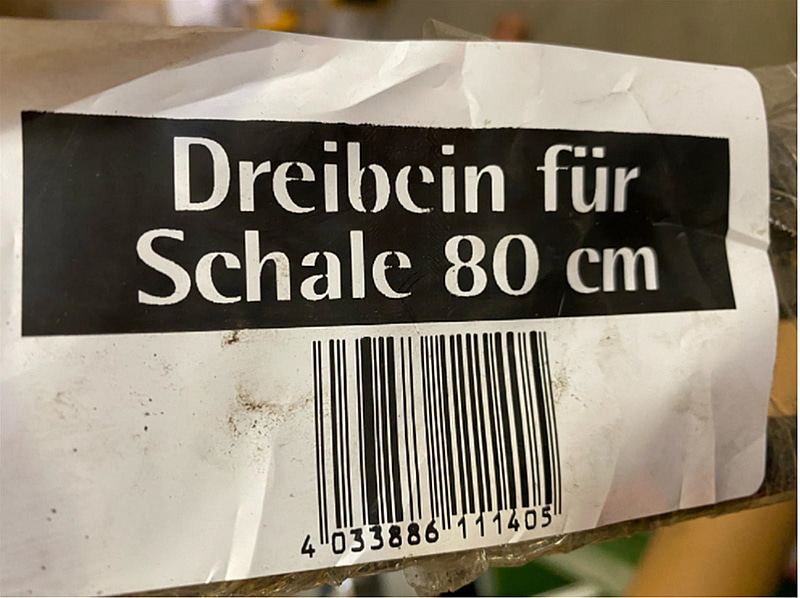 Dreibein für
Schale 80 cm
4 033886 111405